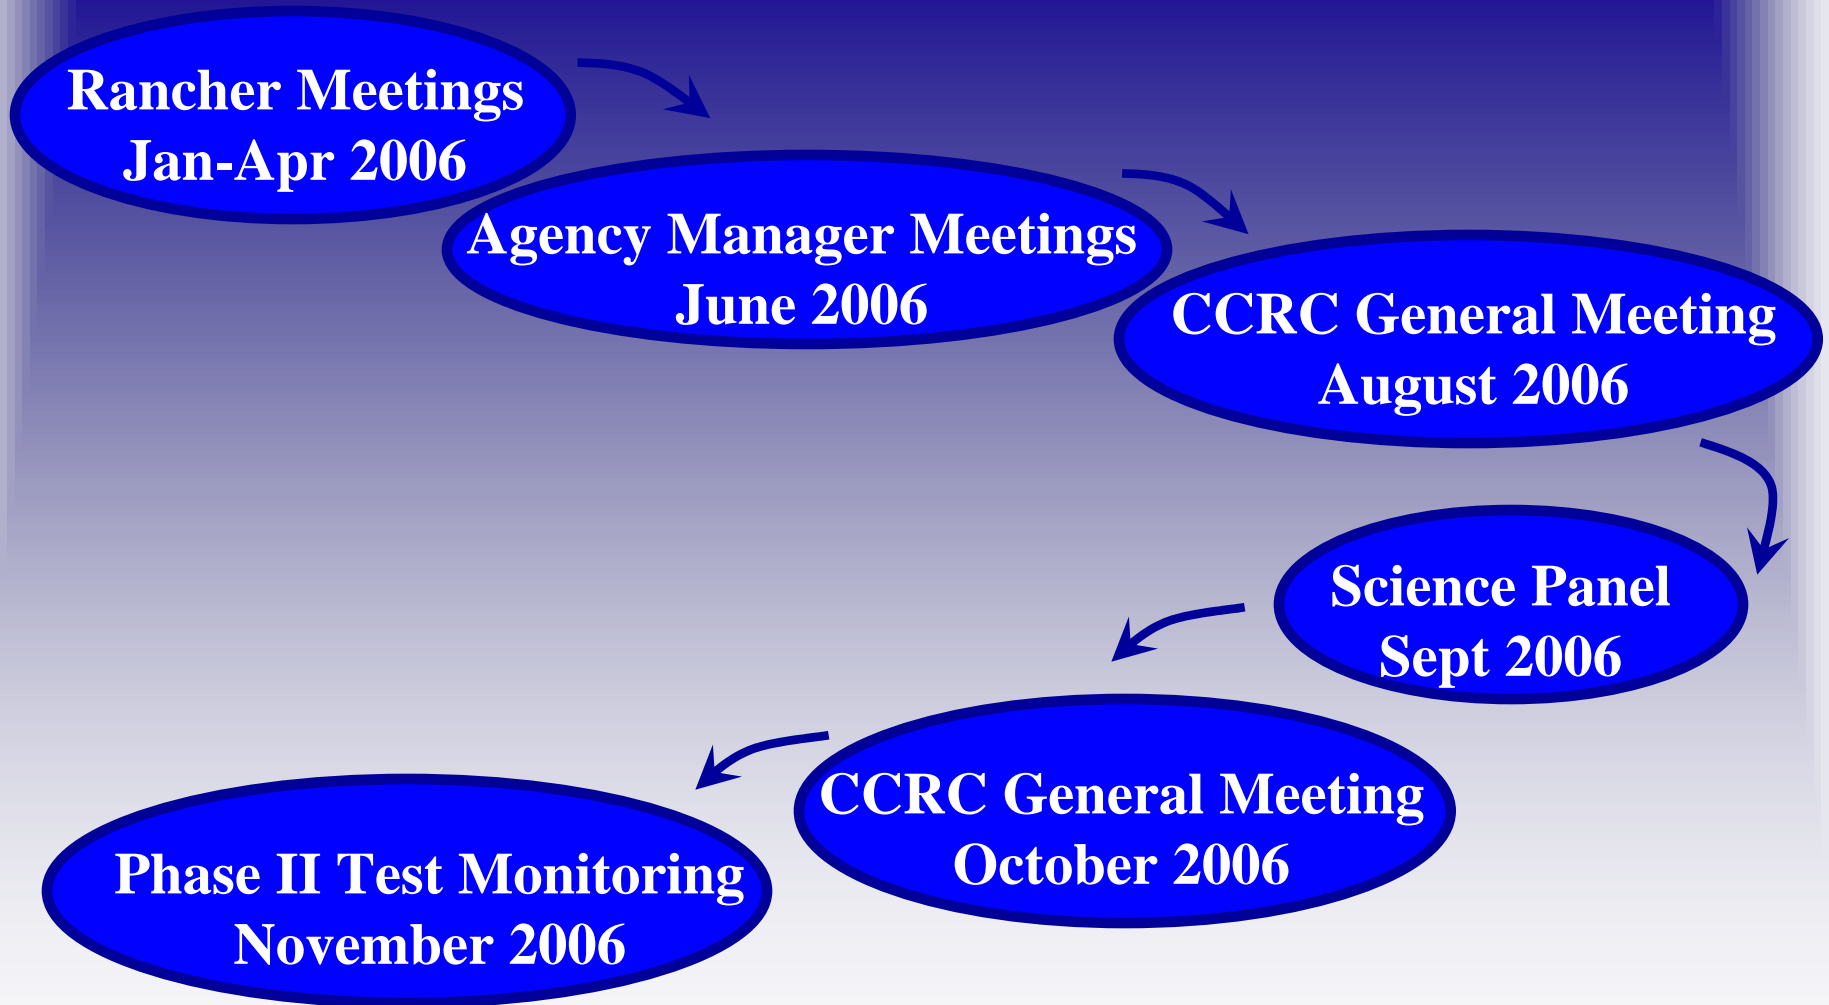 Rancher Meetings
Jan-Apr 2006
Agency Manager Meetings
June 2006
CCRC General Meeting
August 2006
Science Panel
Sept 2006
CCRC General Meeting
October 2006
Phase II Test Monitoring
November 2006